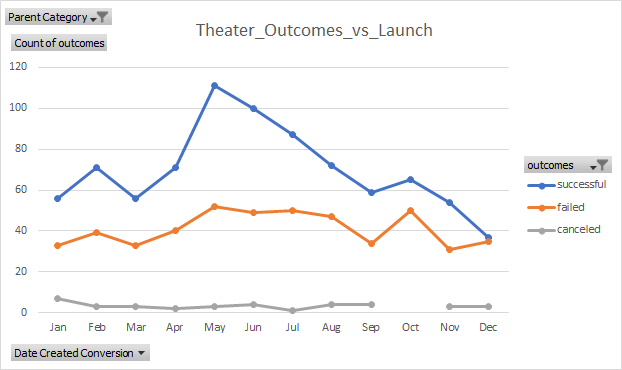 Parent Category
Theater_Outcomes_vs_Launch
Count of outcomes
120
100
80
60
40
20
0
Jan Feb Mar Apr May Jun Jul Aug Sep Oct Nov Dec
outcomes
successful
failed
canceled
Date Created Conversion